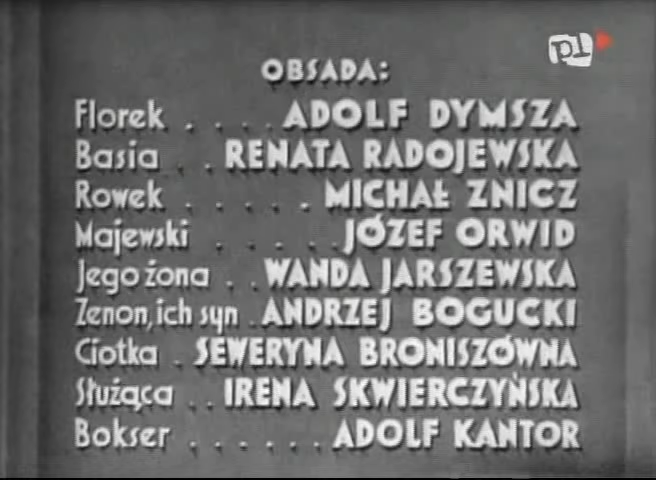 pl
OBSADA:
Florek . . . . ADOLF DYMSZA
Basia . . RENATA RADOJEWSKA
Rowek . . . . . MICHAŁ ZNICZ
Majewski . . . . . JÓZEF ORWID
Jego żona . . WANDA JARSZEWSKA
Zenon, ich syn . ANDRZEJ BOGUCKI
Ciotka . SEWERYNA BRONISZÓWNA
Służąca . . IRENA SKWIERCZYŃSKA
Bokser . . . . . . ADOLF KANTOR